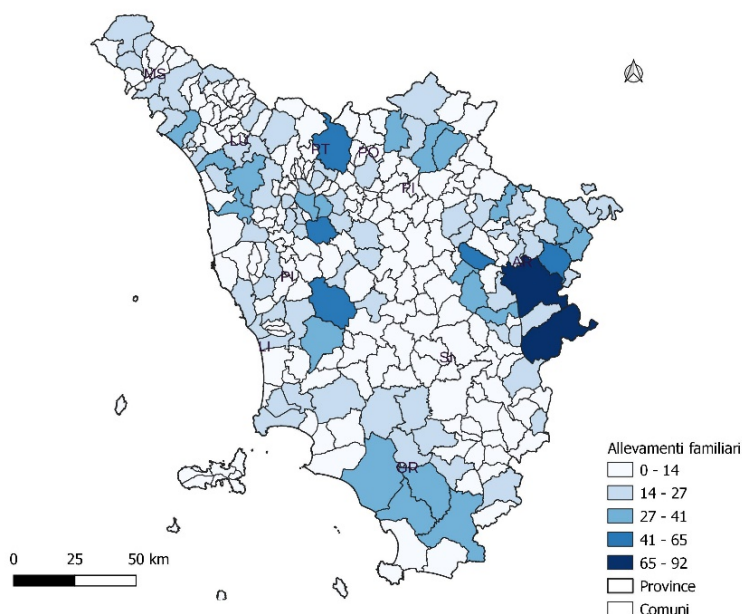 MS
LU
PT
PO
FI
AR
PI
LI
SI
GR
Allevamenti familiari
0 - 14
14 - 27
27 - 41
41 - 65
65 - 92
Province
Comuni
0 25 50 km